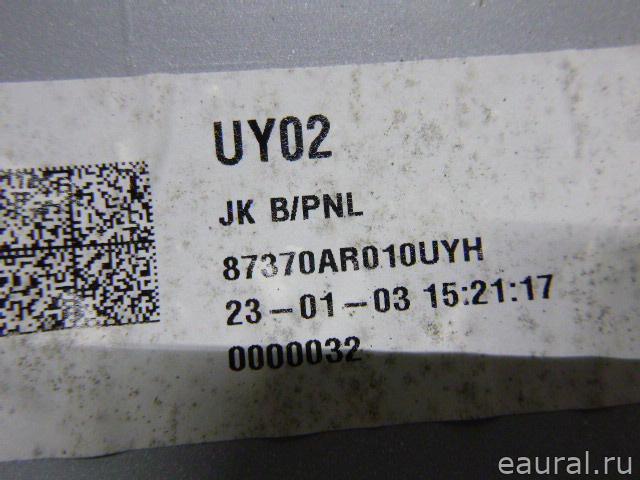 UY02
JK B/PNL
87370AR010UYH
23-01-03 15:21:17
0000032
eaural.ru